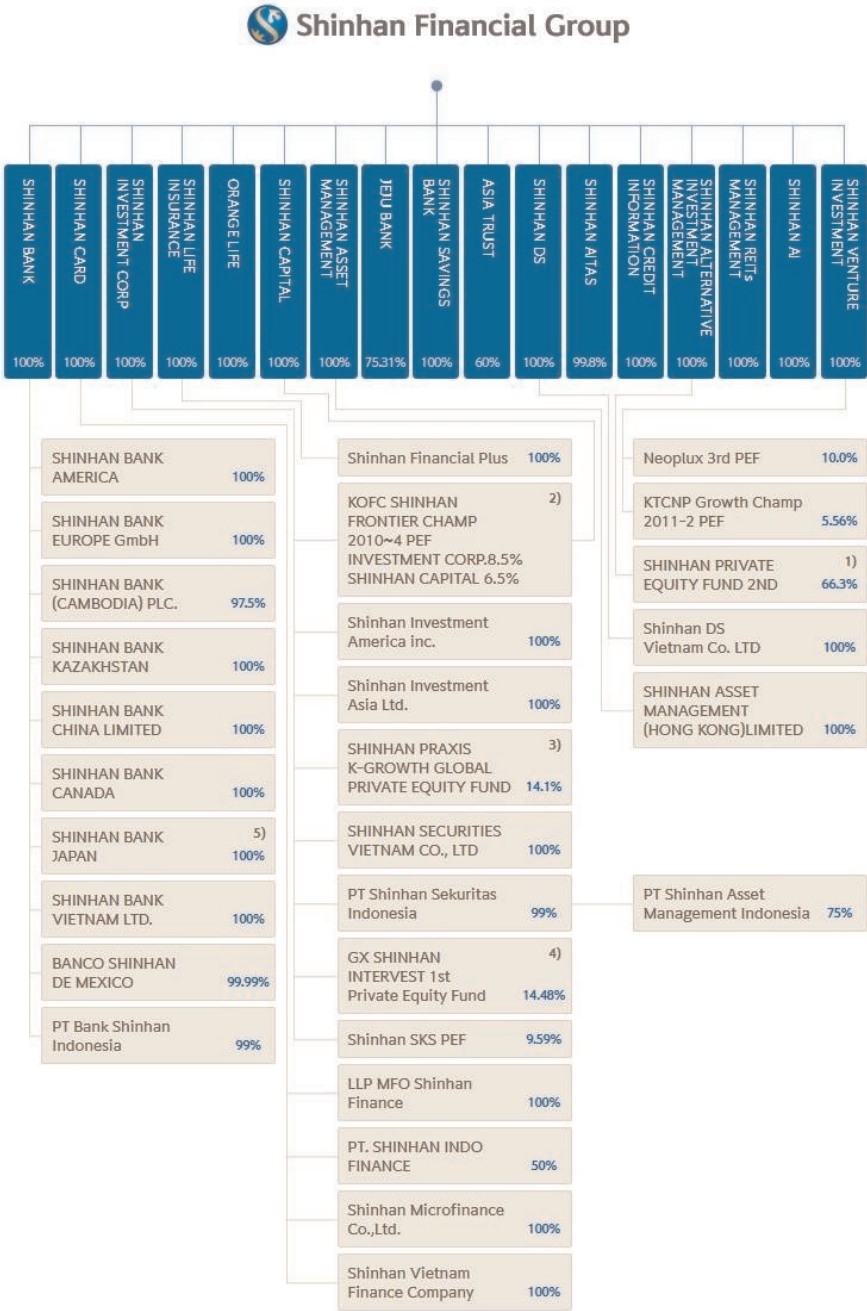 Shinhan Financial Group
SHINHAN BANK
100%
SHINHAN CARD
100%
SHINHAN
INVESTMENT CORP
100%
SHINHAN LIFE
INSURANCE
100%
ORANGE LIFE
100%
SHINHAN CAPITAL
100%
SHINHAN ASSET
MANAGEMENT
100%
JEJU BANK
75.31%
SHINHAN SAVINGS
BANK
100%
ASIA TRUST
60%
SHINHAN DS
100%
SHINHAN AITAS
99.8%
SHINHAN CREDIT
INFORMATION
100%
SHINHAN ALTERNATIVE
INVESTMENT
MANAGEMENT
100%
SHINHAN REITs
MANAGEMENT
100%
SHINHAN AI
100%
SHINHAN VENTURE
INVESTMENT
100%
SHINHAN BANK
AMERICA 100%
SHINHAN BANK
EUROPE GmbH 100%
SHINHAN BANK
(CAMBODIA) PLC. 97.5%
SHINHAN BANK
KAZAKHSTAN 100%
SHINHAN BANK
CHINA LIMITED 100%
SHINHAN BANK
CANADA 100%
SHINHAN BANK 5)
JAPAN 100%
SHINHAN BANK
VIETNAM LTD. 100%
BANCO SHINHAN
DE MEXICO 99.99%
PT Bank Shinhan
Indonesia 99%
Shinhan Financial Plus 100%
KOFC SHINHAN 2)
FRONTIER CHAMP
2010~4 PEF
INVESTMENT CORP.8.5%
SHINHAN CAPITAL 6.5%
Shinhan Investment
America inc. 100%
Shinhan Investment
Asia Ltd. 100%
SHINHAN PRAXIS 3)
K-GROWTH GLOBAL
PRIVATE EQUITY FUND 14.1%
SHINHAN SECURITIES
VIETNAM CO., LTD 100%
PT Shinhan Sekuritas
Indonesia 99%
GX SHINHAN 4)
INTERVEST 1st
Private Equity Fund 14.48%
Shinhan SKS PEF 9.59%
LLP MFO Shinhan
Finance 100%
PT. SHINHAN INDO
FINANCE 50%
Shinhan Microfinance
Co.,Ltd. 100%
Shinhan Vietnam
Finance Company 100%
Neoplux 3rd PEF 10.0%
KTCNP Growth Champ
2011-2 PEF 5.56%
SHINHAN PRIVATE 1)
EQUITY FUND 2ND 66.3%
Shinhan DS
Vietnam Co. LTD 100%
SHINHAN ASSET
MANAGEMENT
(HONG KONG)LIMITED 100%
PT Shinhan Asset
Management Indonesia 75%